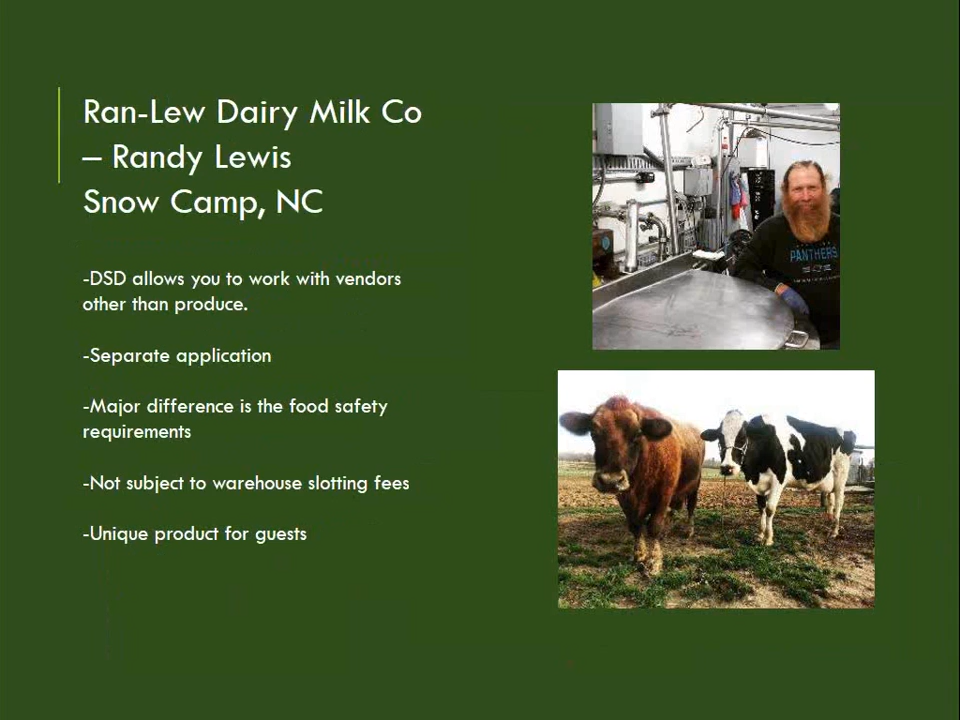 Ran-Lew Dairy Milk Co
– Randy Lewis
Snow Camp, NC
-DSD allows you to work with vendors
other than produce.
-Separate application
-Major difference is the food safety
requirements
-Not subject to warehouse slotting fees
-Unique product for guests
PANTHERS